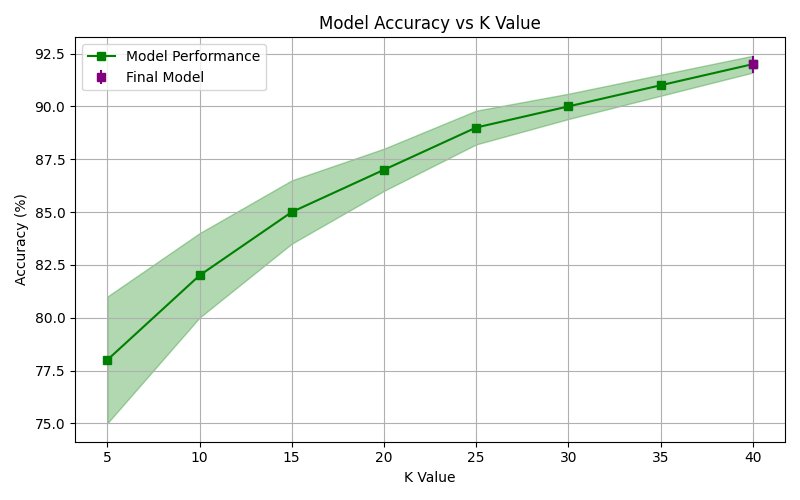 Model Accuracy vs K Value
Model Performance
Final Model
Accuracy (%)
92.5
90.0
87.5
85.0
82.5
80.0
77.5
75.0
5 10 15 20 25 30 35 40
K Value